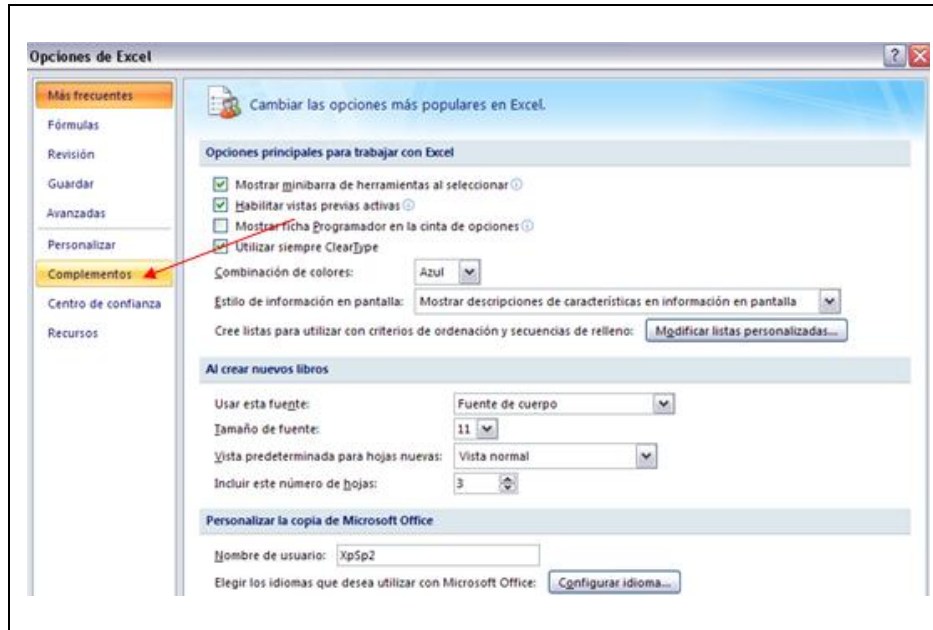 Opciones de Excel
Más frecuentes
Fórmulas
Revisión
Guardar
Avanzadas
Personalizar
Complementos
Centro de confianza
Recursos
Cambiar las opciones más populares en Excel.
Opciones principales para trabajar con Excel
Mostrar minibarra de herramientas al seleccionar
Habilitar vistas previas activas
Mostrar ficha Programador en la cinta de opciones
Utilizar siempre ClearType
Combinación de colores: Azul
Estilo de información en pantalla: Mostrar descripciones de características en información en pantalla
Cree listas para utilizar con criterios de ordenación y secuencias de relleno: Modificar listas personalizadas...
Al crear nuevos libros
Usar esta fuente: Fuente de cuerpo
Tamaño de fuente: 11
Vista predeterminada para hojas nuevas: Vista normal
Incluir este número de hojas: 3
Personalizar la copia de Microsoft Office
Nombre de usuario: XpSp2
Elegir los idiomas que desea utilizar con Microsoft Office: Configurar idioma...